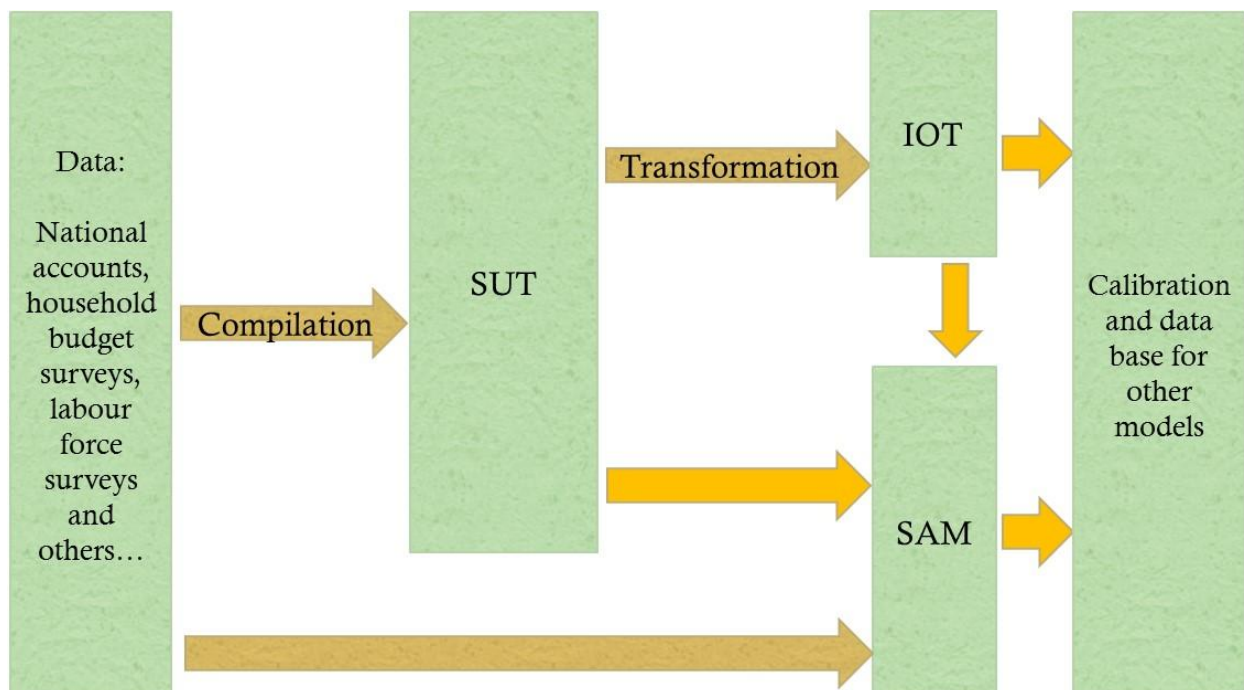 Data:
National
accounts,
household
budget
surveys,
labour
force
surveys
and
others…
Compilation
SUT
Transformation
IOT
SAM
Calibration
and data
base for
other
models